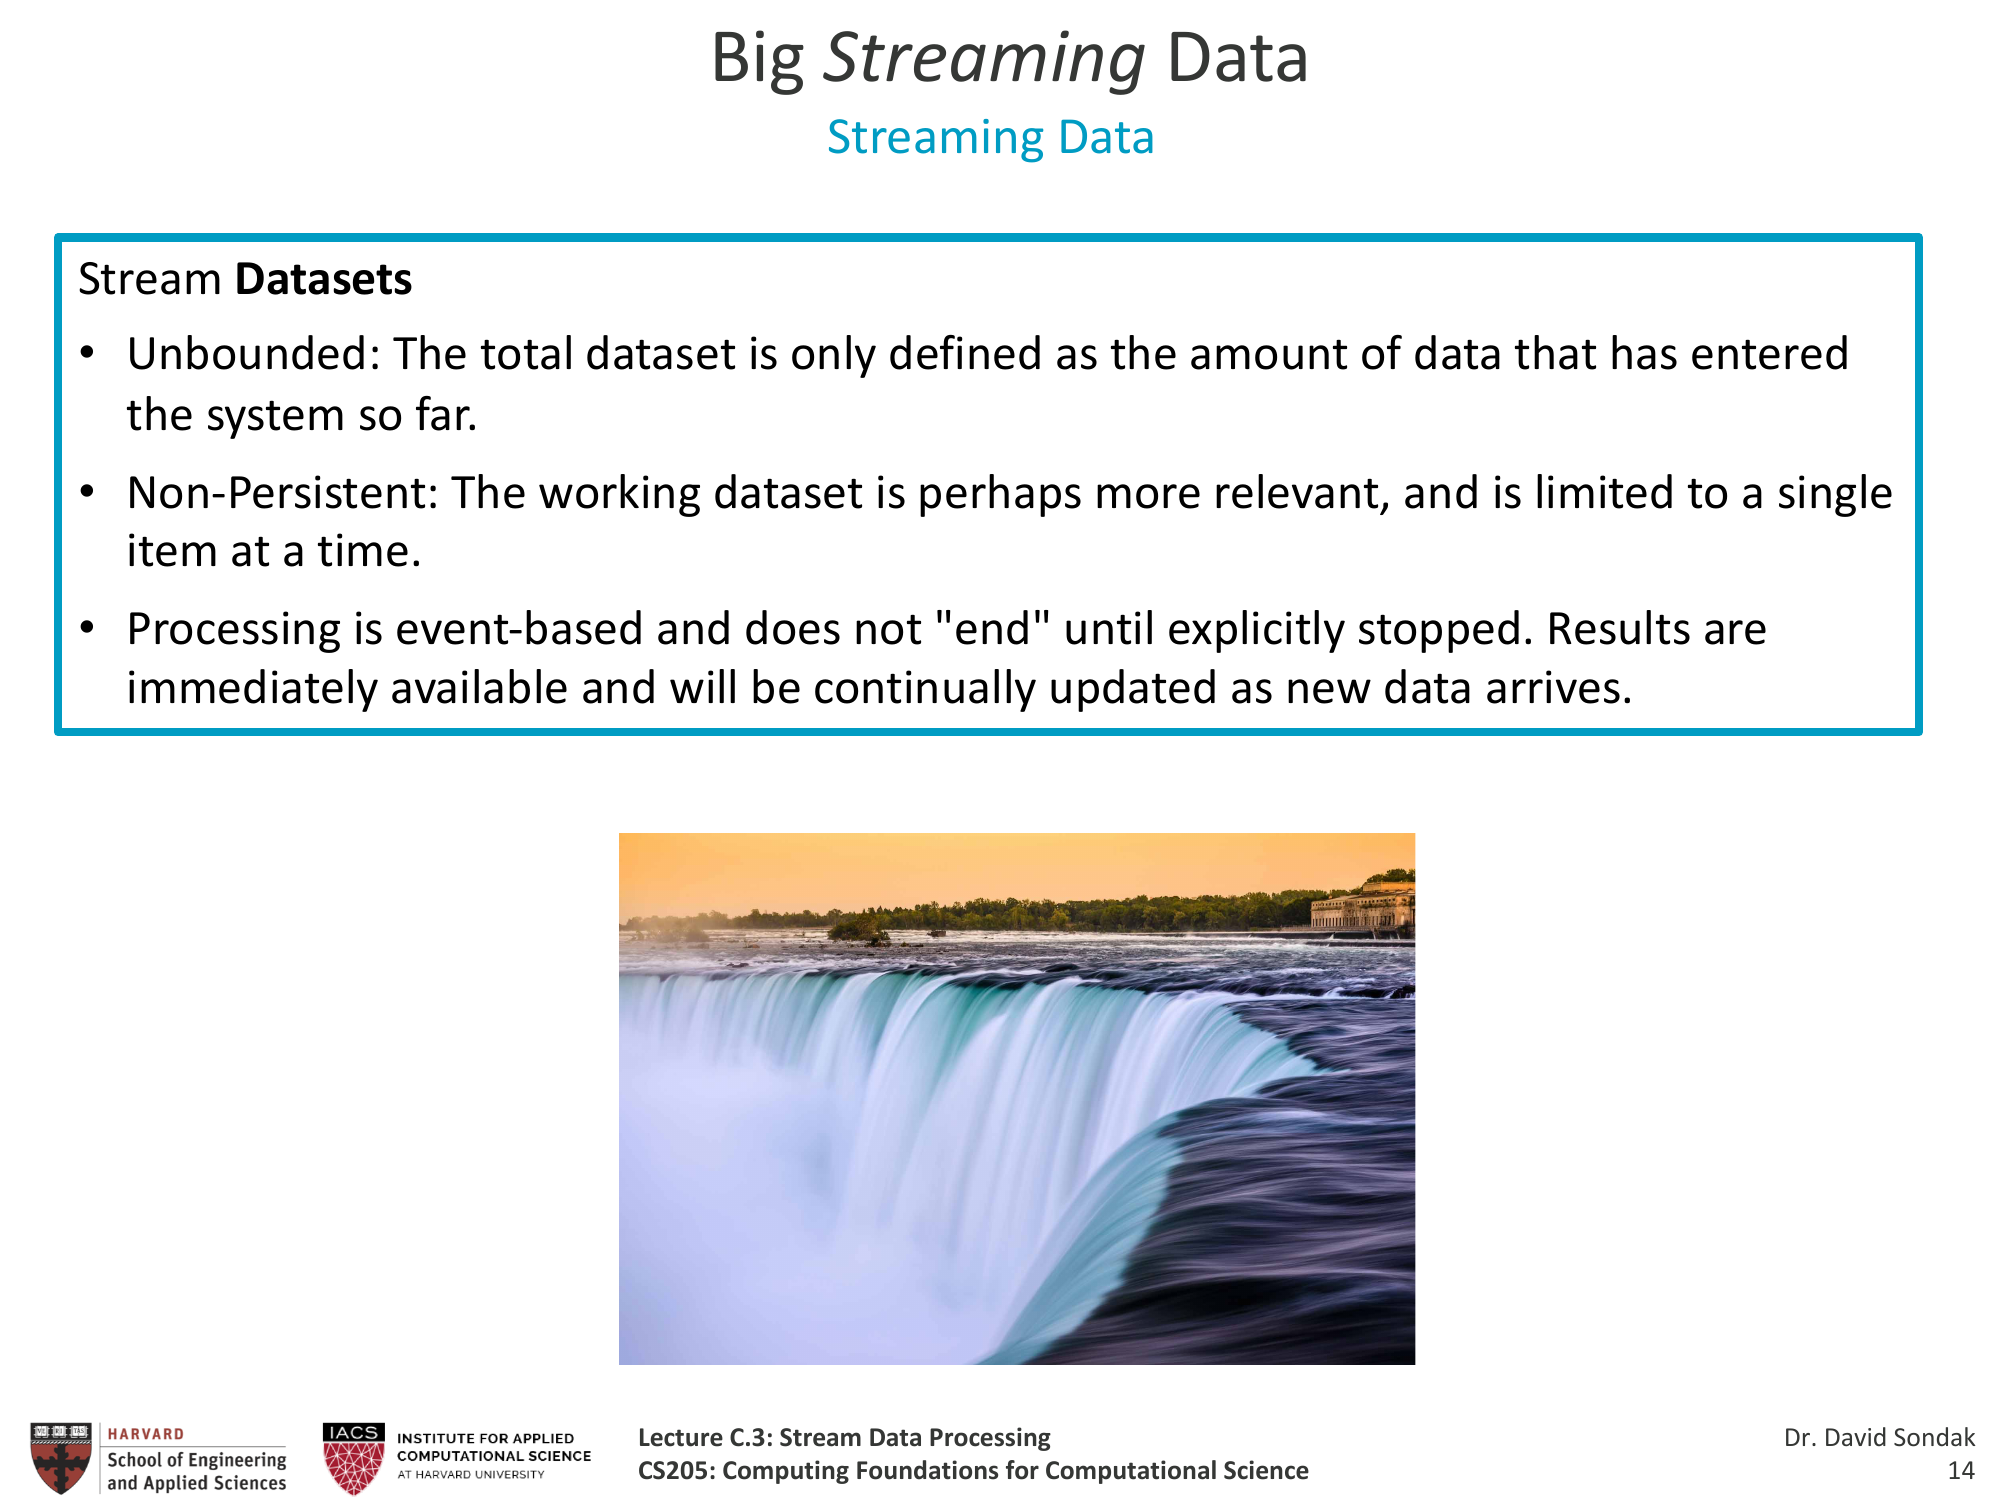 Big Streaming Data
Streaming Data
Stream Datasets
• Unbounded: The total dataset is only defined as the amount of data that has entered
the system so far.
• Non-Persistent: The working dataset is perhaps more relevant, and is limited to a single
item at a time.
• Processing is event-based and does not "end" until explicitly stopped. Results are
immediately available and will be continually updated as new data arrives.
HARVARD
School of Engineering
and Applied Sciences
IACS
INSTITUTE FOR APPLIED
COMPUTATIONAL SCIENCE
AT HARVARD UNIVERSITY
Lecture C.3: Stream Data Processing
CS205: Computing Foundations for Computational Science
Dr. David Sondak
14